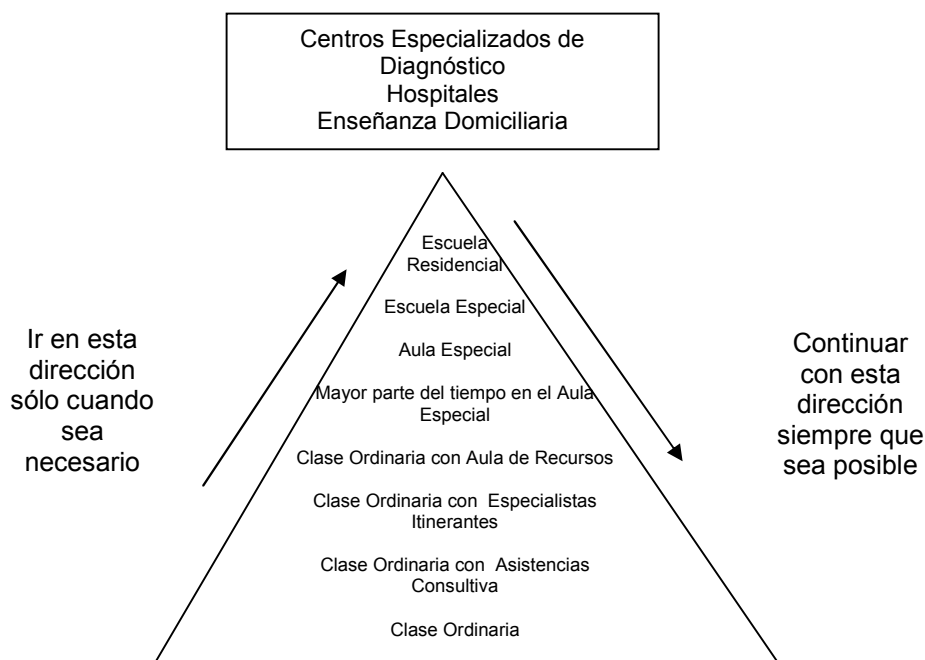 Centros Especializados de
Diagnóstico
Hospitales
Enseñanza Domiciliaria
Escuela
Residencial
Escuela Especial
Aula Especial
Mayor parte del tiempo en el Aula
Especial
Clase Ordinaria con Aula de Recursos
Clase Ordinaria con Especialistas
Itinerantes
Clase Ordinaria con Asistencias
Consultiva
Clase Ordinaria
Ir en esta
dirección
sólo cuando
sea
necesario
Continuar
con esta
dirección
siempre que
sea posible